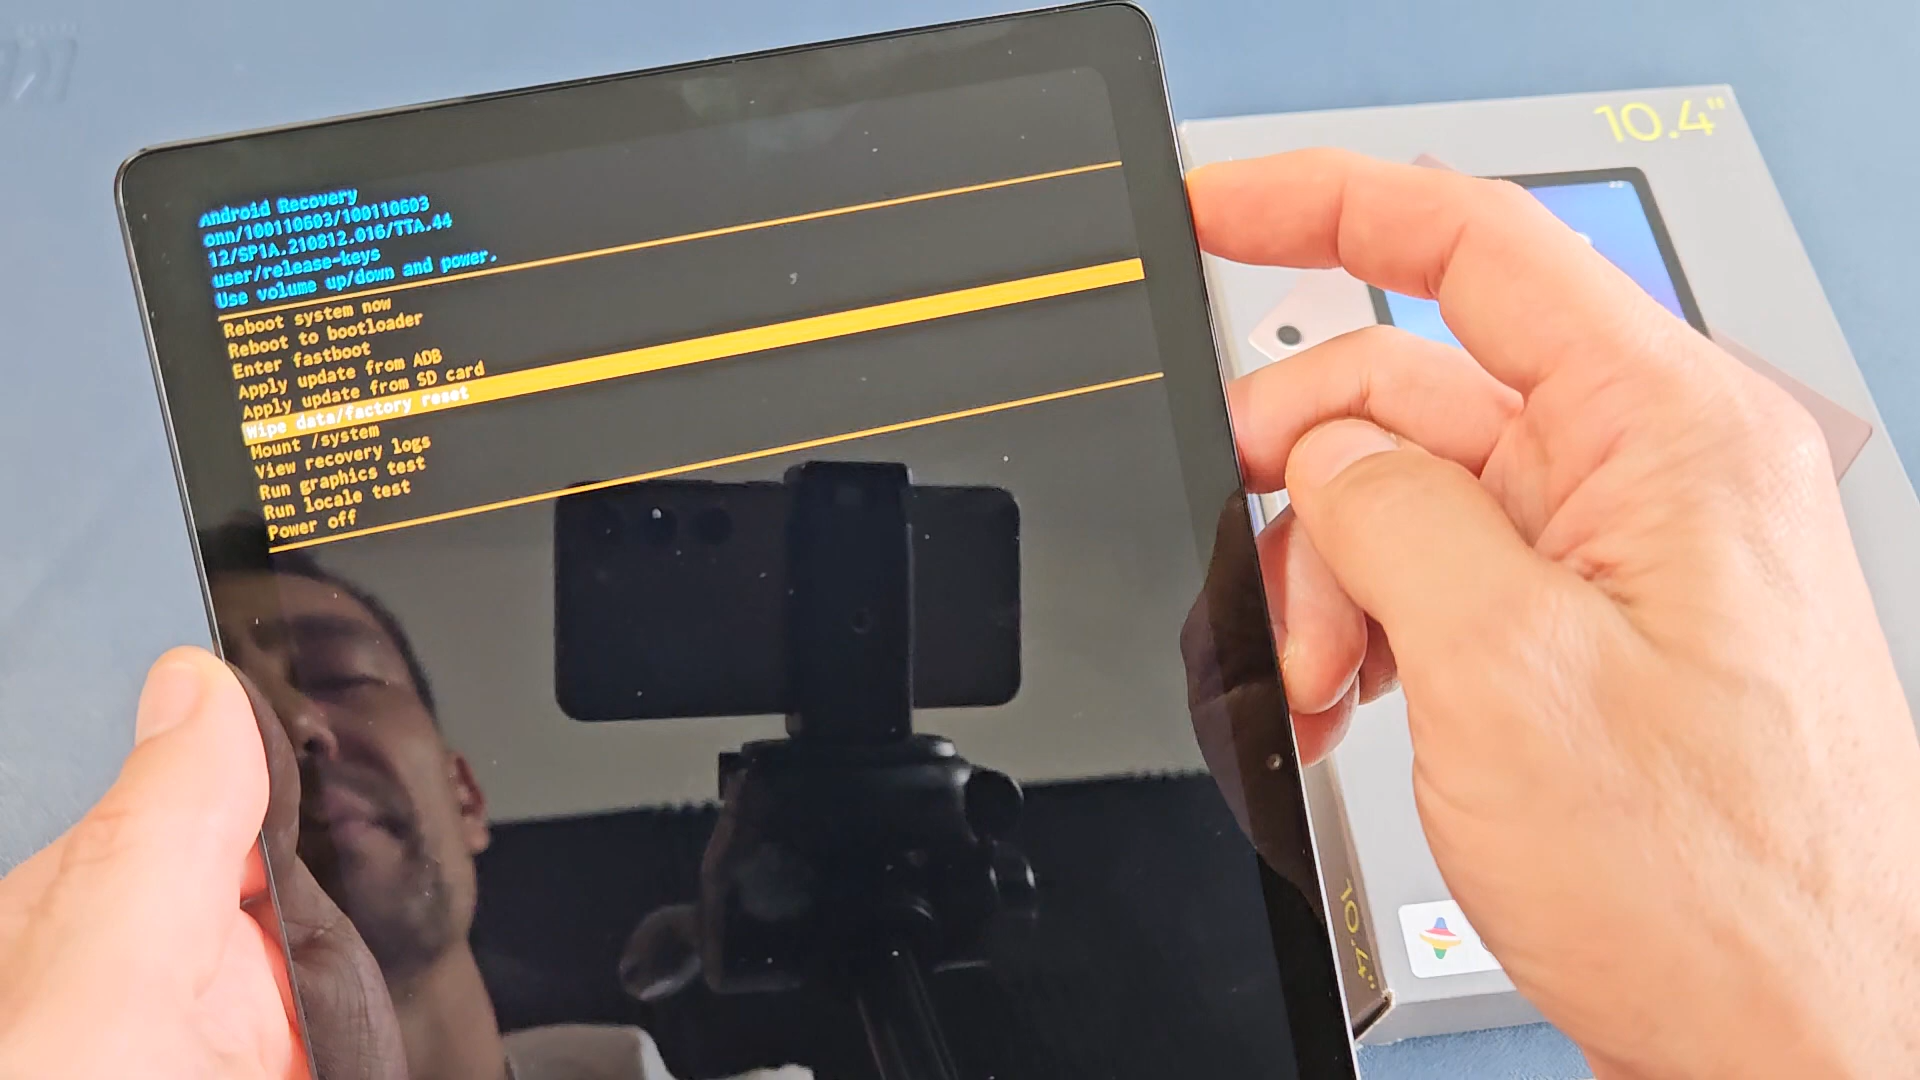 Android Recovery
onn/100110603/100110603
12/SP1A.210812.016/TTA.44
user/release-keys
Use volume up/down and power.
Reboot system now
Reboot to bootloader
Enter fastboot
Apply update from ADB
Apply update from SD card
Wipe data/factory reset
Mount /system
View recovery logs
Run graphics test
Run locale test
Power off
10.4"
10.4"